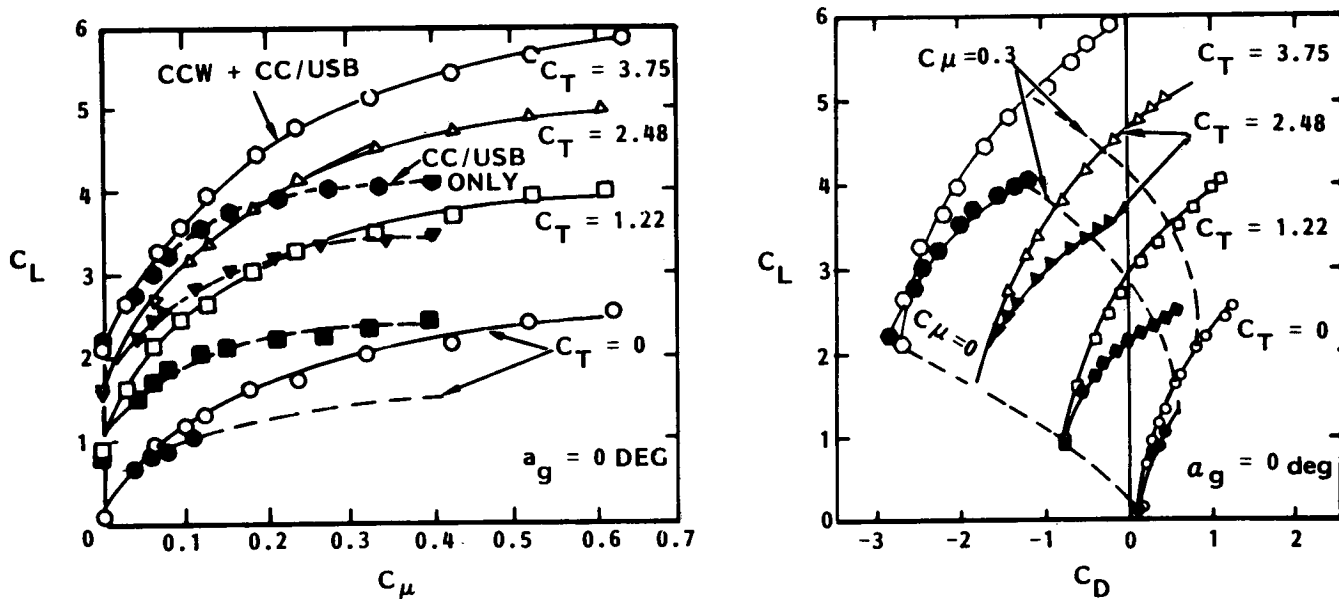 6
5
4
3
2
1
C_L
CCW + CC/USB
C_T = 3.75
C_T = 2.48
CC/USB
ONLY
C_T = 1.22
C_T = 0
a_g = 0 DEG
0 0.1 0.2 0.3 0.4 0.5 0.6 0.7
C_μ
6
5
4
3
2
1
0
C_L
Cμ=0.3
C_T = 3.75
C_T = 2.48
C_T = 1.22
Cμ=0
C_T = 0
α_g = 0 deg
-3 -2 -1 0 1 2
C_D